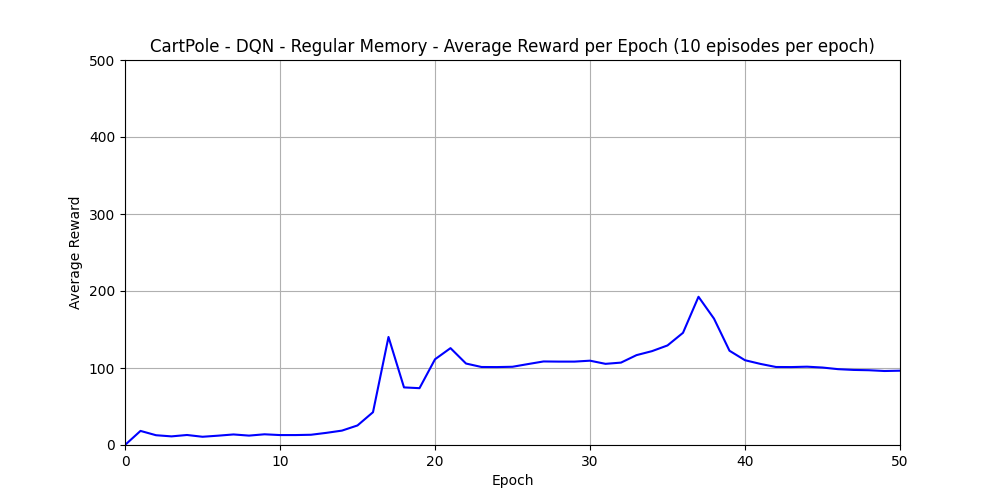 CartPole - DQN - Regular Memory - Average Reward per Epoch (10 episodes per epoch)
500
400
300
200
100
0
Average Reward
0 10 20 30 40 50
Epoch